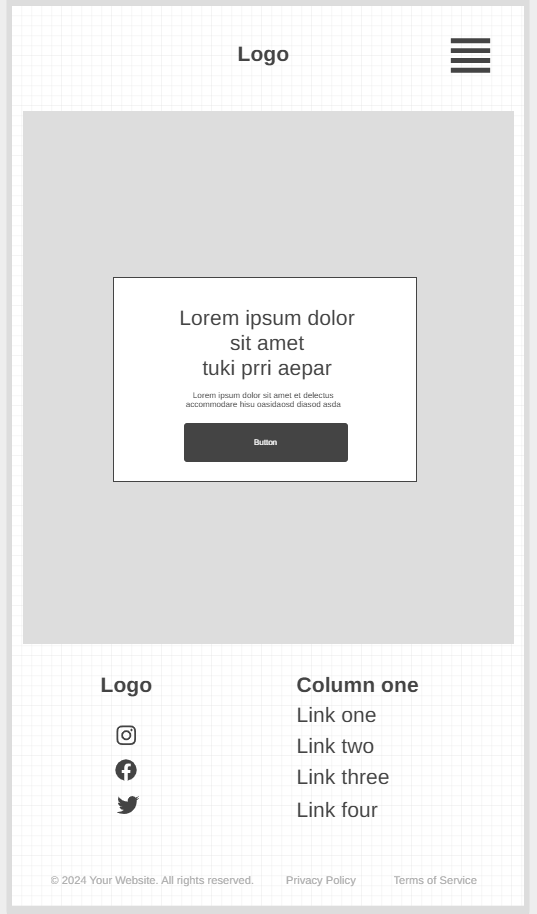 Logo
Lorem ipsum dolor
sit amet
tuki prri aepar
Lorem ipsum dolor sit amet et delectus
accommodare hisu oasidaosd diasod asda
Button
Logo
Column one
Link one
Link two
Link three
Link four
© 2024 Your Website. All rights reserved. Privacy Policy Terms of Service